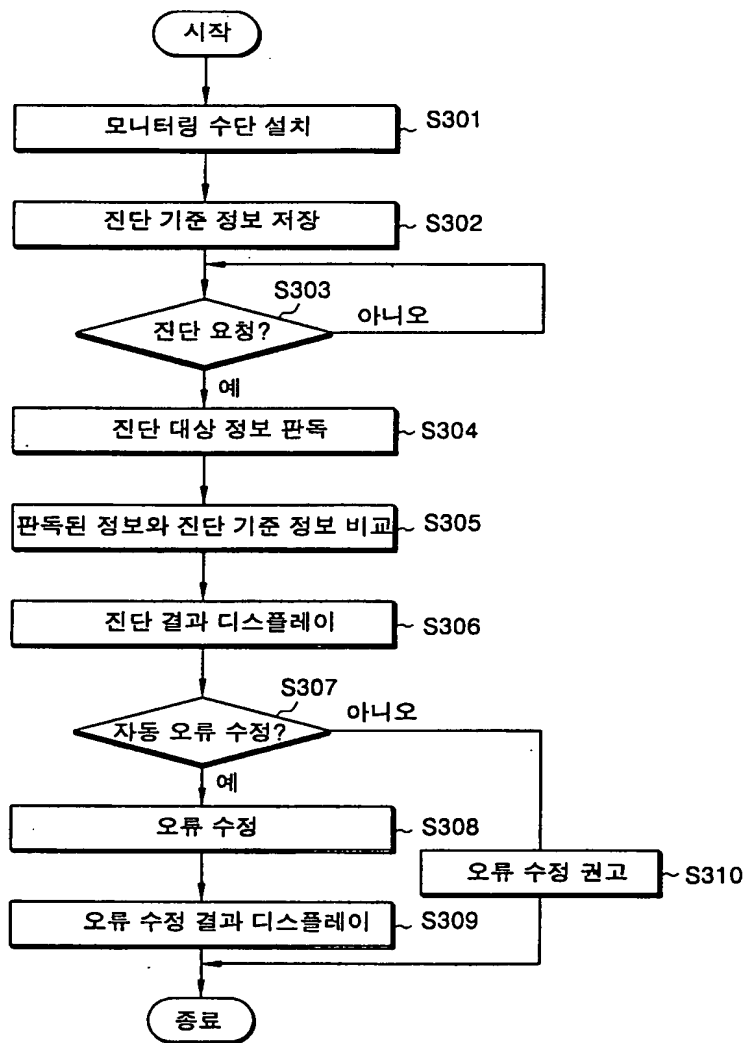 시작
모니터링 수단 설치
S301
진단 기준 정보 저장
S302
S303
진단 요청?
아니오
예
진단 대상 정보 판독
S304
판독된 정보와 진단 기준 정보 비교
S305
진단 결과 디스플레이
S306
S307
자동 오류 수정?
아니오
예
오류 수정
S308
오류 수정 권고
S310
오류 수정 결과 디스플레이
S309
종료